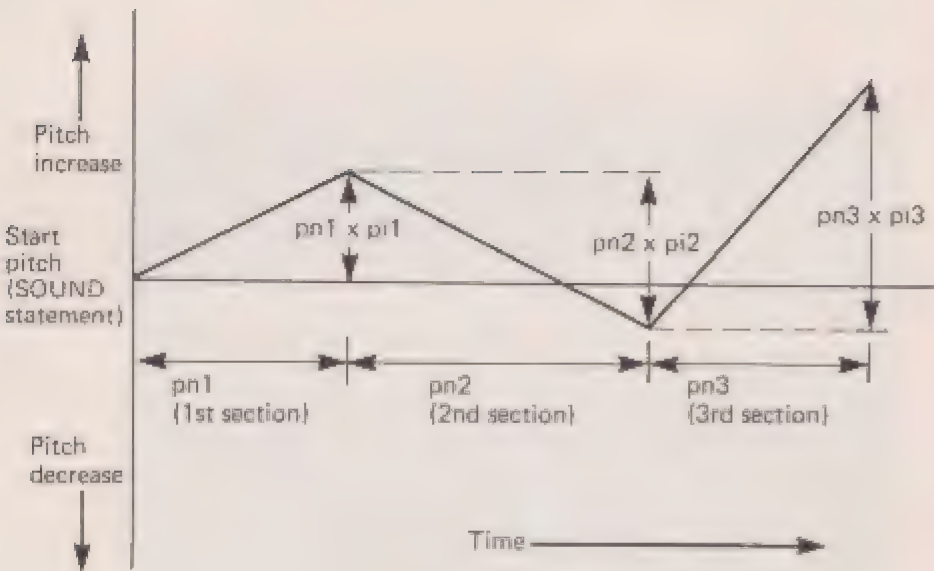 Pitch
increase
pn1 x pi1
pn2 x pi2
pn3 x pi3
Start
pitch
(SOUND
statement)
pn1
(1st section)
pn2
(2nd section)
pn3
(3rd section)
Pitch
decrease
Time